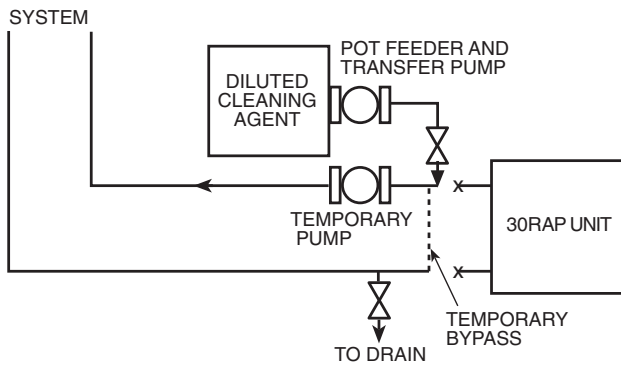 SYSTEM
POT FEEDER AND
TRANSFER PUMP
DILUTED
CLEANING
AGENT
x
30RAP UNIT
TEMPORARY
PUMP
x
TEMPORARY
BYPASS
TO DRAIN